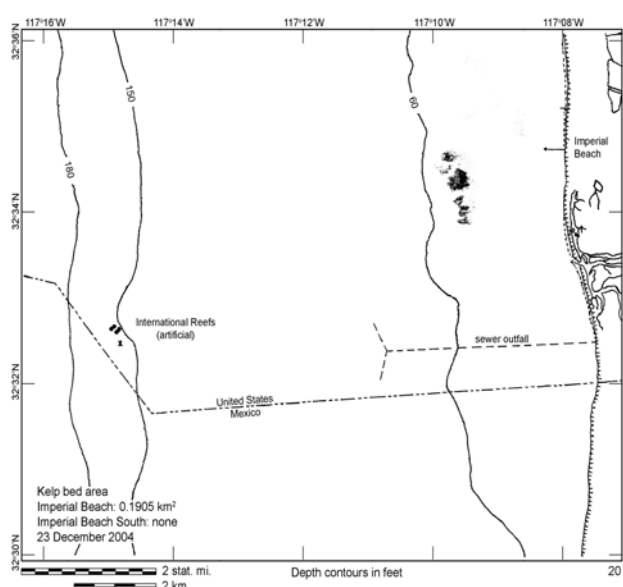 117°16'W
117°14'W
117°12'W
117°10'W
117°08'W
32°36'N
150
60
Imperial
Beach
180
32°34'N
International Reefs
(artificial)
sewer outfall
32°32'N
United States
Mexico
Kelp bed area
Imperial Beach: 0.1905 km²
Imperial Beach South: none
23 December 2004
32°30'N
2 stat. mi.
Depth contours in feet
20
2 km